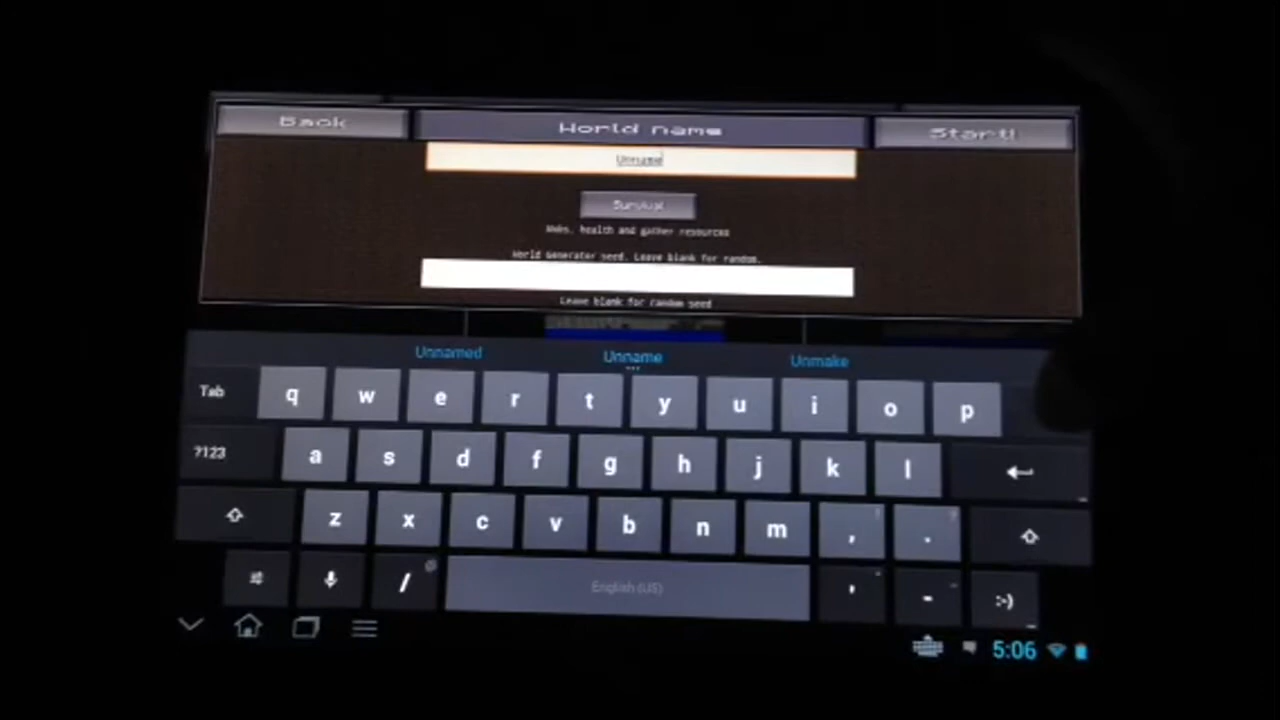 Back World name Start!
Unname
Survival
Mobs, health and gather resources
World Generator seed. Leave blank for random.
Leave blank for random seed
Unnamed Unname Unmake
Tab q w e r t y u i o p
?123 a s d f g h j k l
z x c v b n m , ! . ?
/ @ English (US) ' " - _ :-)
5:06